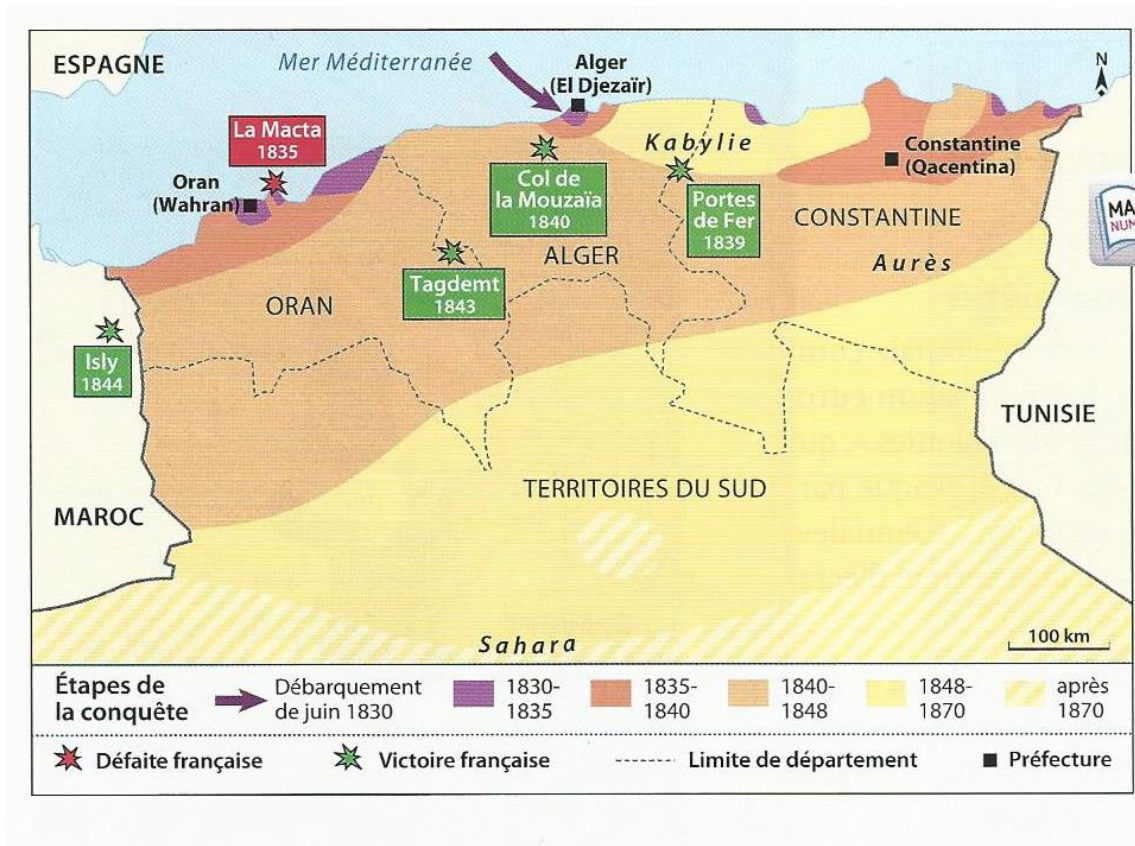 ESPAGNE
Mer Méditerranée
Alger
(El Djezaïr)
N
La Macta
1835
Kabylie
Oran
(Wahran)
Constantine
(Qacentina)
Col de
la Mouzaïa
1840
Portes
de Fer
1839
CONSTANTINE
MA
NUM
ALGER
Aurès
Tagdemt
1843
ORAN
Isly
1844
TUNISIE
TERRITOIRES DU SUD
MAROC
Sahara
100 km
Étapes de
la conquête
Débarquement
de juin 1830
1830-
1835
1835-
1840
1840-
1848
1848-
1870
après
1870
Défaite française
Victoire française
Limite de département
Préfecture